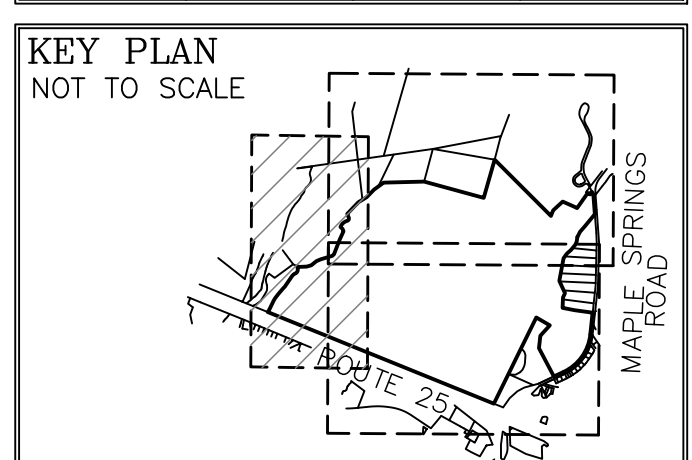 KEY PLAN
NOT TO SCALE
MAPLE SPRINGS
ROAD
ROUTE 25